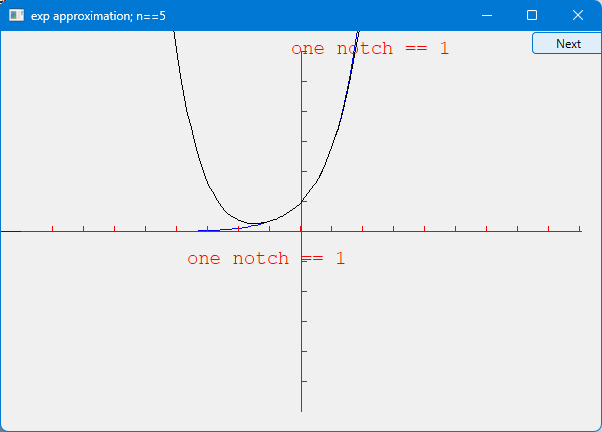 exp approximation; n==5
one notch == 1
Next
one notch == 1